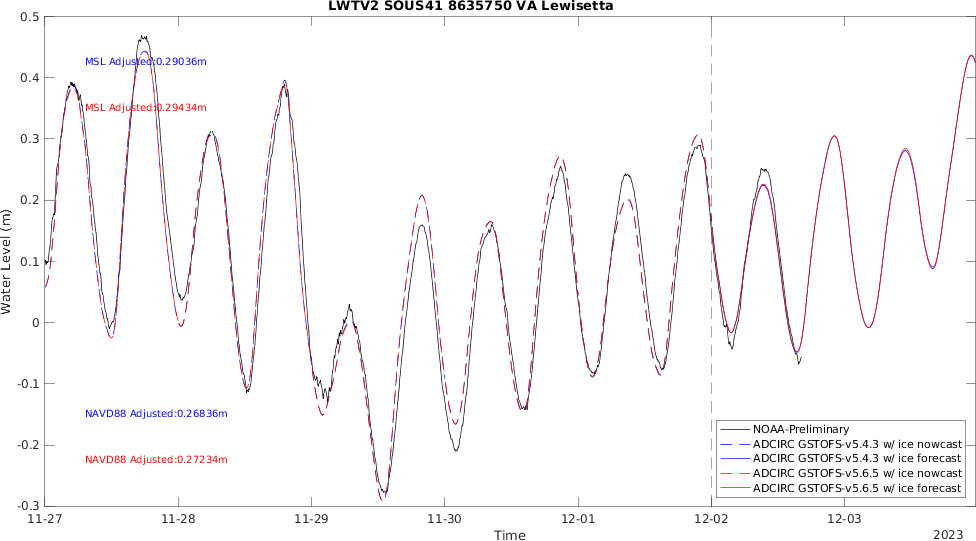 LWTV2 SOUS41 8635750 VA Lewisetta
0.5
0.4
0.3
0.2
0.1
0
-0.1
-0.2
-0.3
Water Level (m)
MSL Adjusted:0.29036m
MSL Adjusted:0.29434m
NAVD88 Adjusted:0.26836m
NAVD88 Adjusted:0.27234m
NOAA-Preliminary
ADCIRC GSTOFS-v5.4.3 w/ ice nowcast
ADCIRC GSTOFS-v5.4.3 w/ ice forecast
ADCIRC GSTOFS-v5.6.5 w/ ice nowcast
ADCIRC GSTOFS-v5.6.5 w/ ice forecast
11-27 11-28 11-29 11-30 12-01 12-02 12-03
Time
2023